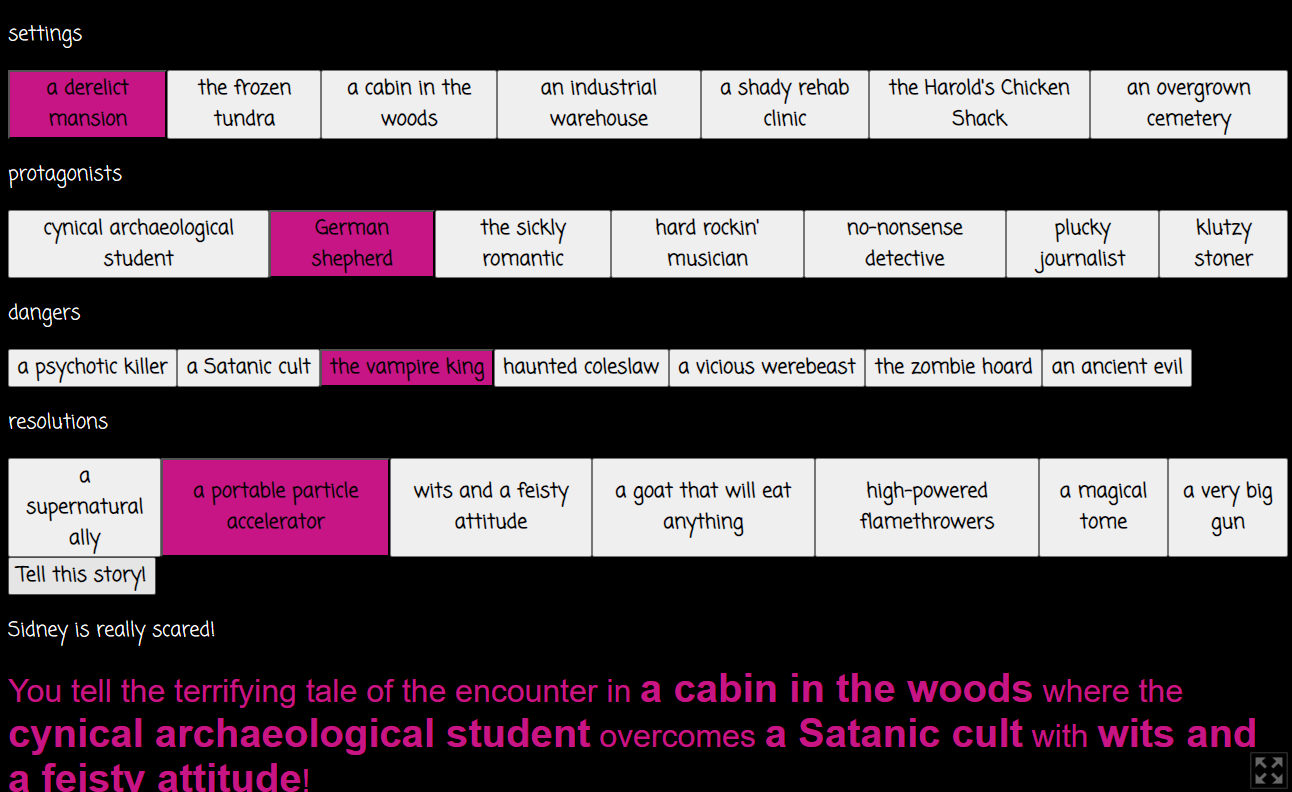 settings
a derelict mansion
the frozen tundra
a cabin in the woods
an industrial warehouse
a shady rehab clinic
the Harold's Chicken Shack
an overgrown cemetery
protagonists
cynical archaeological student
German shepherd
the sickly romantic
hard rockin' musician
no-nonsense detective
plucky journalist
klutzy stoner
dangers
a psychotic killer
a Satanic cult
the vampire king
haunted coleslaw
a vicious werebeast
the zombie hoard
an ancient evil
resolutions
a supernatural ally
a portable particle accelerator
wits and a feisty attitude
a goat that will eat anything
high-powered flamethrowers
a magical tome
a very big gun
Tell this story!
Sidney is really scared!
You tell the terrifying tale of the encounter in a cabin in the woods where the
cynical archaeological student overcomes a Satanic cult with wits and
a feisty attitude!